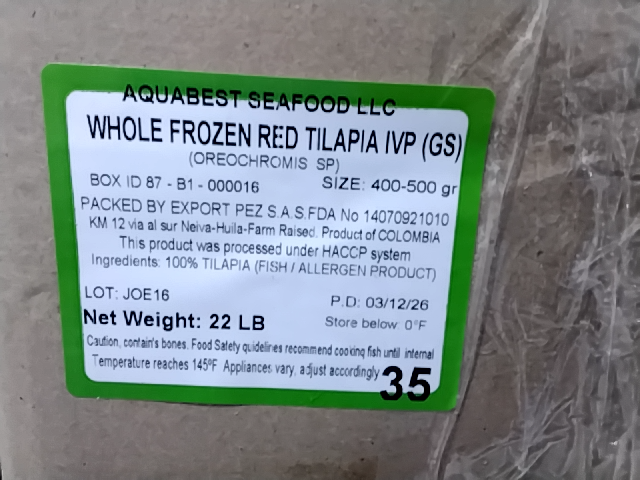 AQUABEST SEAFOOD LLC
WHOLE FROZEN RED TILAPIA IVP (GS)
(OREOCHROMIS SP)
BOX ID 87 - B1 - 000016 SIZE: 400-500 gr
PACKED BY EXPORT PEZ S.A.S.FDA No 14070921010
KM 12 via al sur Neiva-Huila-Farm Raised. Product of COLOMBIA
This product was processed under HACCP system
Ingredients: 100% TILAPIA (FISH / ALLERGEN PRODUCT)
LOT: JOE16 P.D: 03/12/26
Net Weight: 22 LB Store below: 0°F
Caution, contain's bones. Food Safety guidelines recommend cooking fish until internal
Temperature reaches 145ºF. Appliances vary, adjust accordingly 35